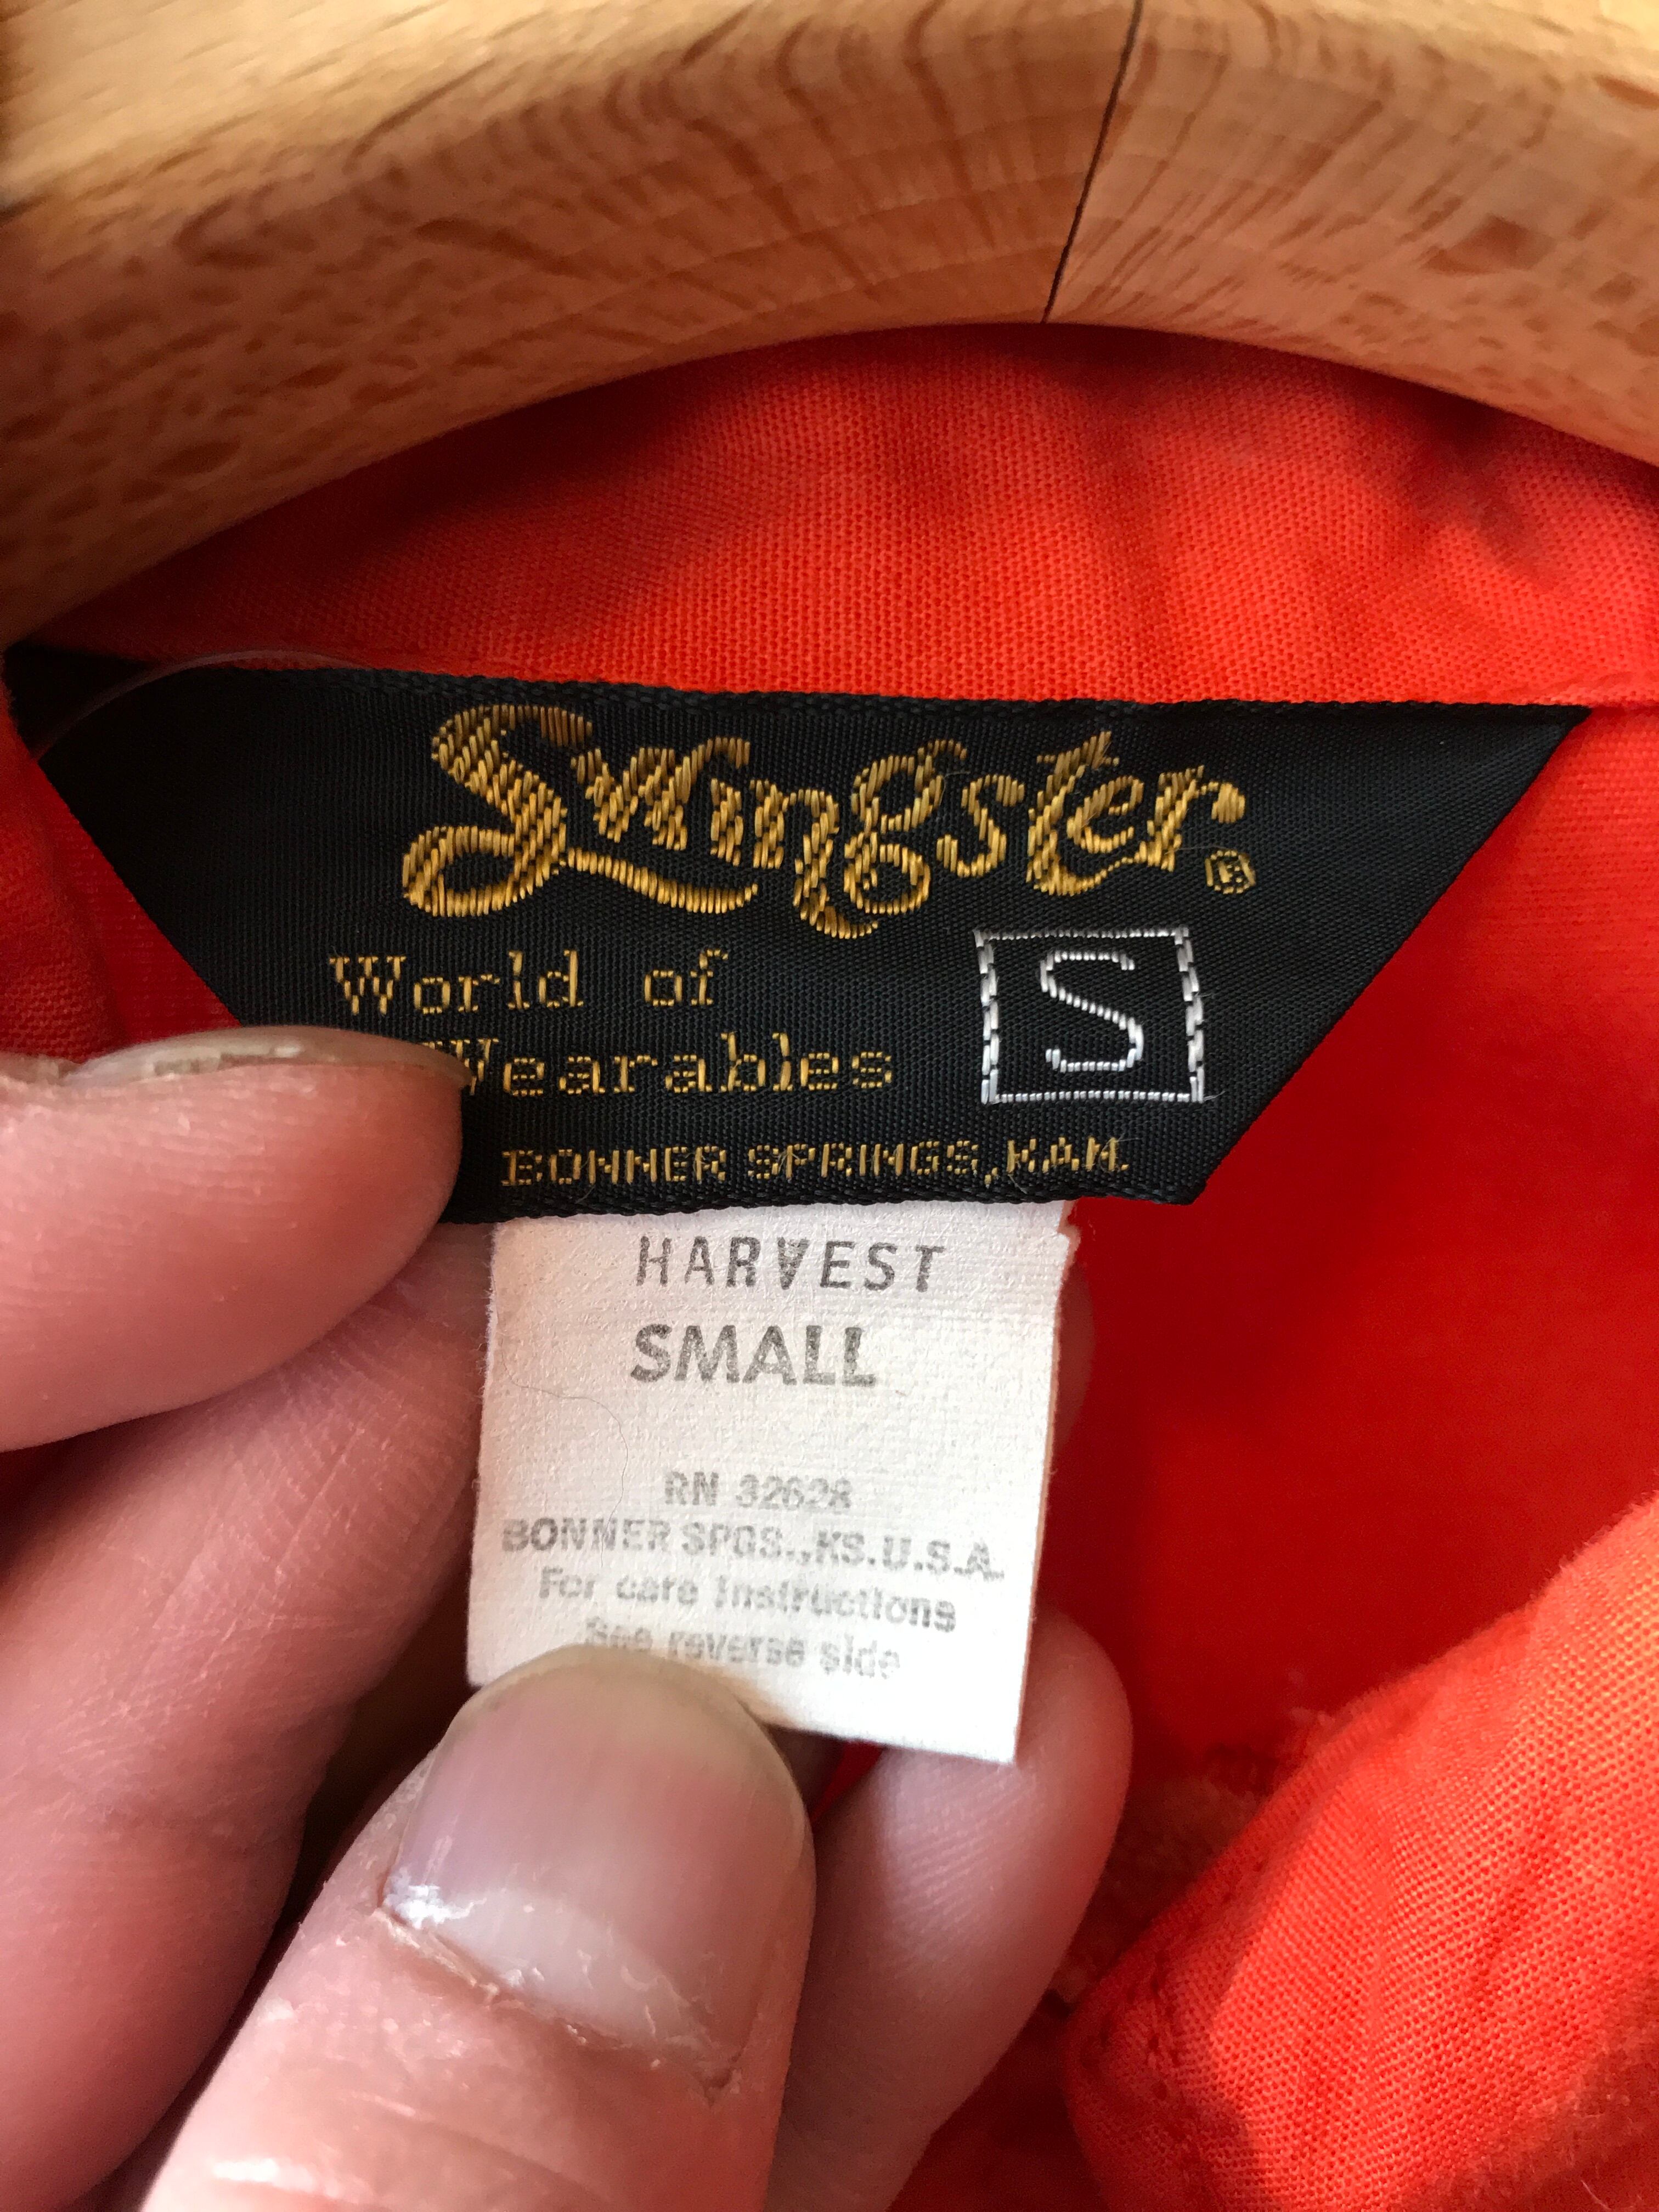 Swingster®
World of
Wearables
S
BONNER SPRINGS, KAN.
HARVEST
SMALL
RN 32628
BONNER SPGS., KS. U.S.A.
For care instructions
See reverse side